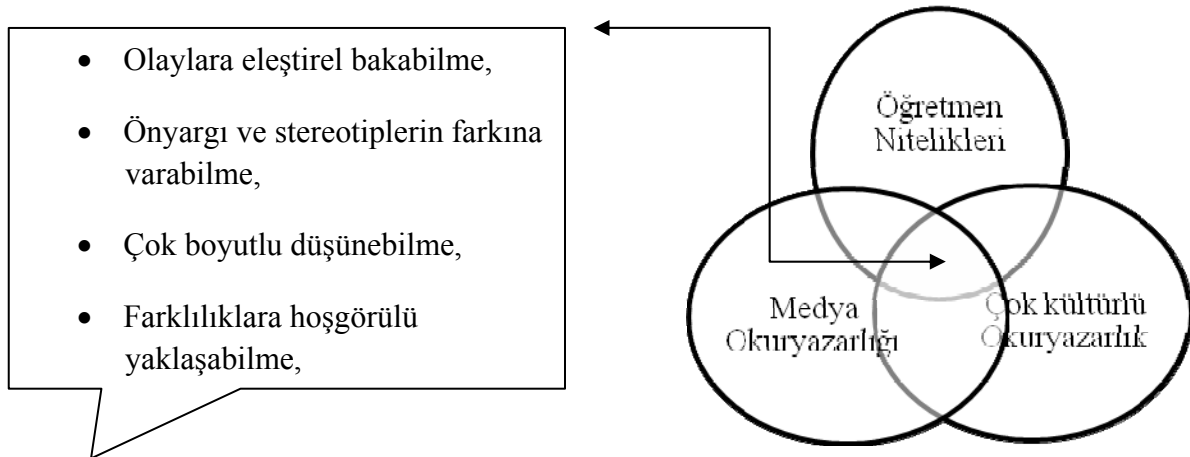 • Olaylara eleştirel bakabilme,
• Önyargı ve stereotiplerin farkına
varabilme,
• Çok boyutlu düşünebilme,
• Farklılıklara hoşgörülü
yaklaşabilme,
Öğretmen
Nitelikleri
Medya
Okuryazarlığı
Çok kültürlü
Okuryazarlık